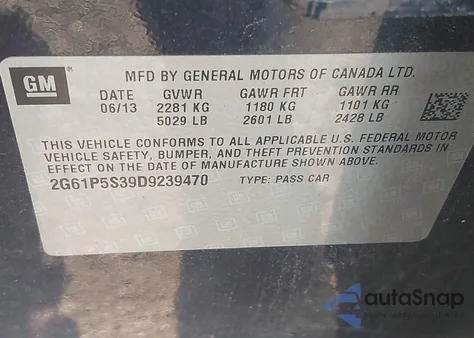 GM
MFD BY GENERAL MOTORS OF CANADA LTD.
DATE GVWR GAWR FRT GAWR RR
06/13 2281 KG 1180 KG 1101 KG
5029 LB 2601 LB 2428 LB
THIS VEHICLE CONFORMS TO ALL APPLICABLE U.S. FEDERAL MOTOR
VEHICLE SAFETY, BUMPER, AND THEFT PREVENTION STANDARDS IN
EFFECT ON THE DATE OF MANUFACTURE SHOWN ABOVE.
2G61P5S39D9239470 TYPE: PASS CAR
autaSnap